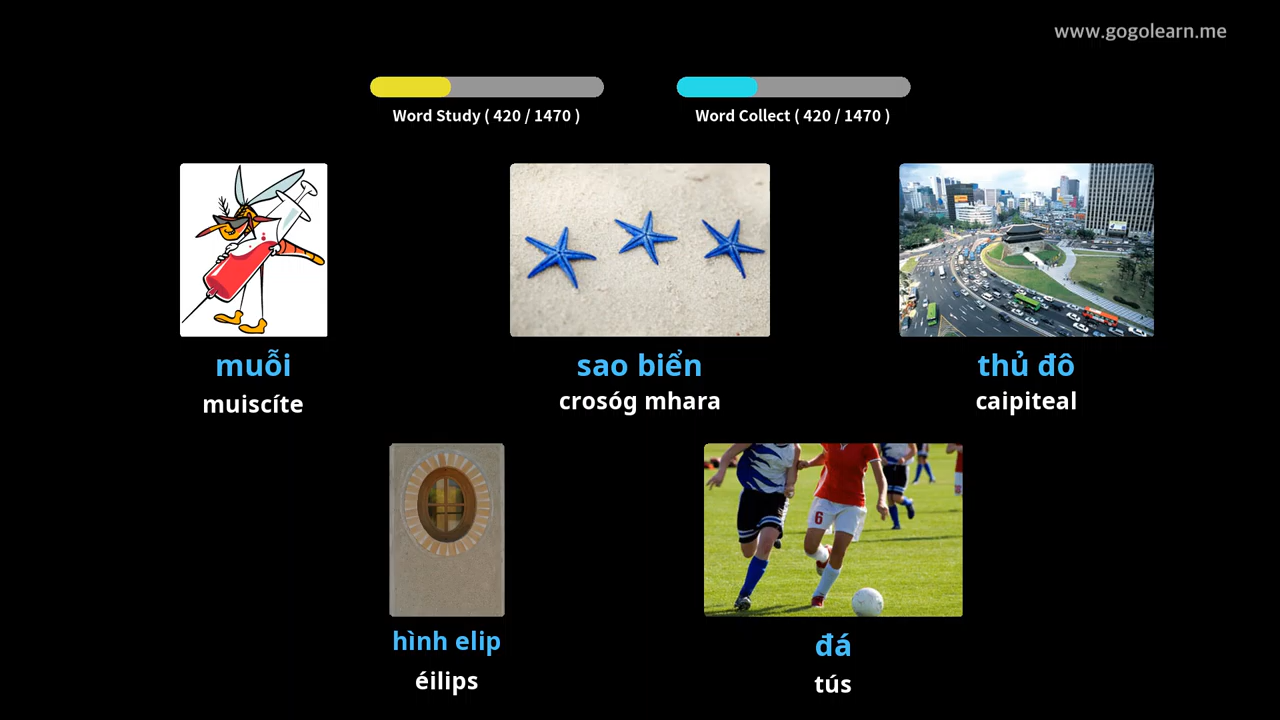 www.gogolearn.me
Word Study ( 420 / 1470 )
Word Collect ( 420 / 1470 )
muỗi
muiscíte
sao biển
crosóg mhara
thủ đô
caipiteal
hình elip
éilips
6
đá
tús